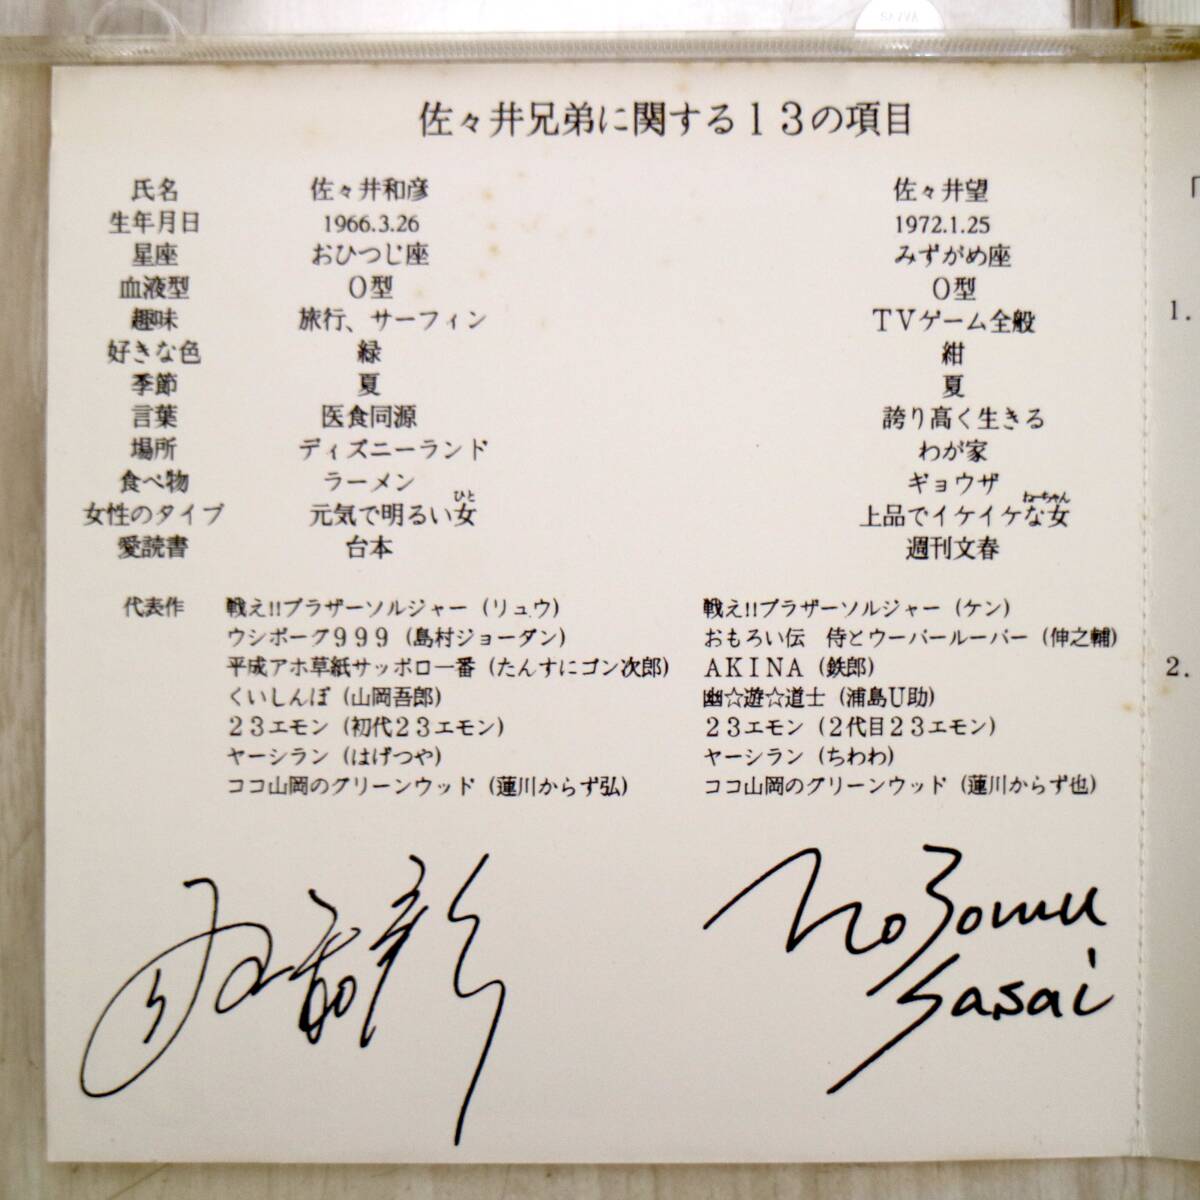 佐々井兄弟に関する13の項目
氏名 佐々井和彦 佐々井望
生年月日 1966.3.26 1972.1.25
星座 おひつじ座 みずがめ座
血液型 O型 O型
趣味 旅行、サーフィン TVゲーム全般
好きな色 緑 紺
季節 夏 夏
言葉 医食同源 誇り高く生きる
場所 ディズニーランド わが家
食べ物 ラーメン ギョウザ
女性のタイプ 元気で明るい女 上品でイケイケな女
ひと ねーちゃん
愛読書 台本 週刊文春
代表作 戦え!!ブラザーソルジャー(リュウ) 戦え!!ブラザーソルジャー(ケン)
ウシボーグ999(島村ジョーダン) おもろい伝 侍とウーバールーバー(伸之輔)
平成アホ草紙サッポロ一番(たんすにゴン次郎) AKINA(鉄郎)
くいしんぼ(山岡吾郎) 幽☆遊☆道士(浦島U助)
23エモン(初代23エモン) 23エモン(2代目23エモン)
ヤーシラン(はげつや) ヤーシラン(ちわわ)
ココ山岡のグリーンウッド(蓮川からず弘) ココ山岡のグリーンウッド(蓮川からず也)
Nozomu
Sasai
「
1.
2.